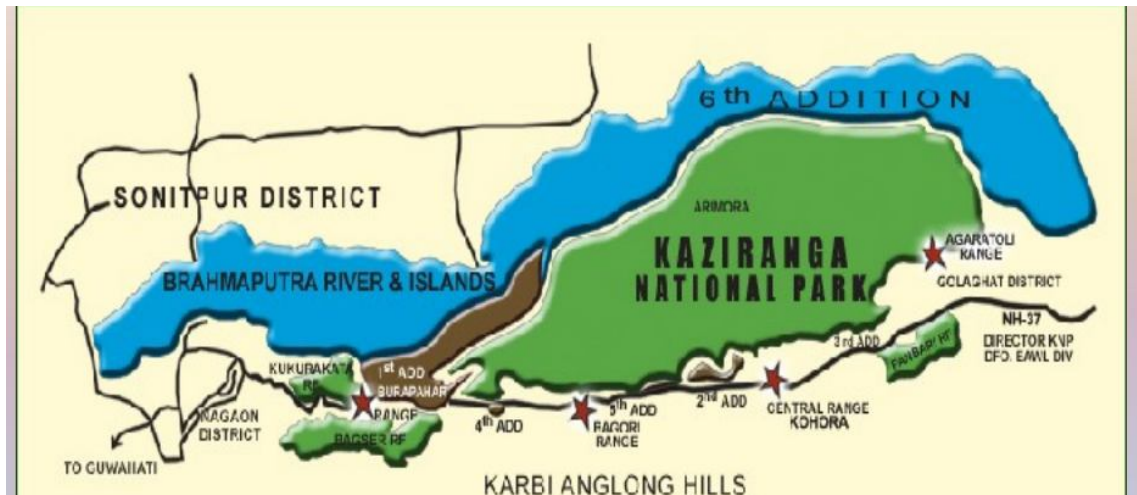 6th ADDITION
SONITPUR DISTRICT
ARIMORA
KAZIRANGA
NATIONAL PARK
AGARATOLI
RANGE
BRAHMAPUTRA RIVER & ISLANDS
GOLAGHAT DISTRICT
NH-37
DIRECTOR KNP
DFO. EAWL DIV
3rd ADD
PANBARI RF
KUKURAKATA
RF
1st ADD
BURAPAHAR
RANGE
NAGAON
DISTRICT
BAGSER RF
4th ADD
5th ADD
BAGORI
RANGE
2nd ADD
CENTRAL RANGE
KOHORA
TO GUWAHATI
KARBI ANGLONG HILLS